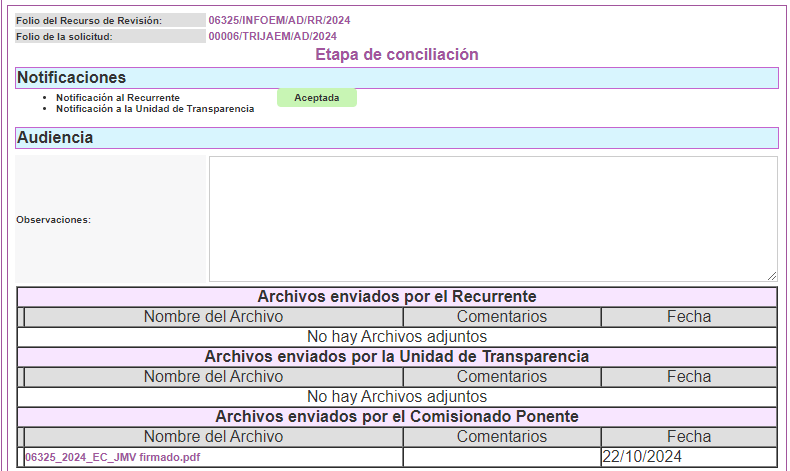 Folio del Recurso de Revisión: 06325/INFOEM/AD/RR/2024
Folio de la solicitud: 00006/TRIJAEM/AD/2024
Etapa de conciliación
Notificaciones
Notificación al Recurrente Aceptada
Notificación a la Unidad de Transparencia
Audiencia
Observaciones:
Archivos enviados por el Recurrente
Nombre del Archivo Comentarios Fecha
No hay Archivos adjuntos
Archivos enviados por la Unidad de Transparencia
Nombre del Archivo Comentarios Fecha
No hay Archivos adjuntos
Archivos enviados por el Comisionado Ponente
Nombre del Archivo Comentarios Fecha
06325_2024_EC_JMV firmado.pdf 22/10/2024